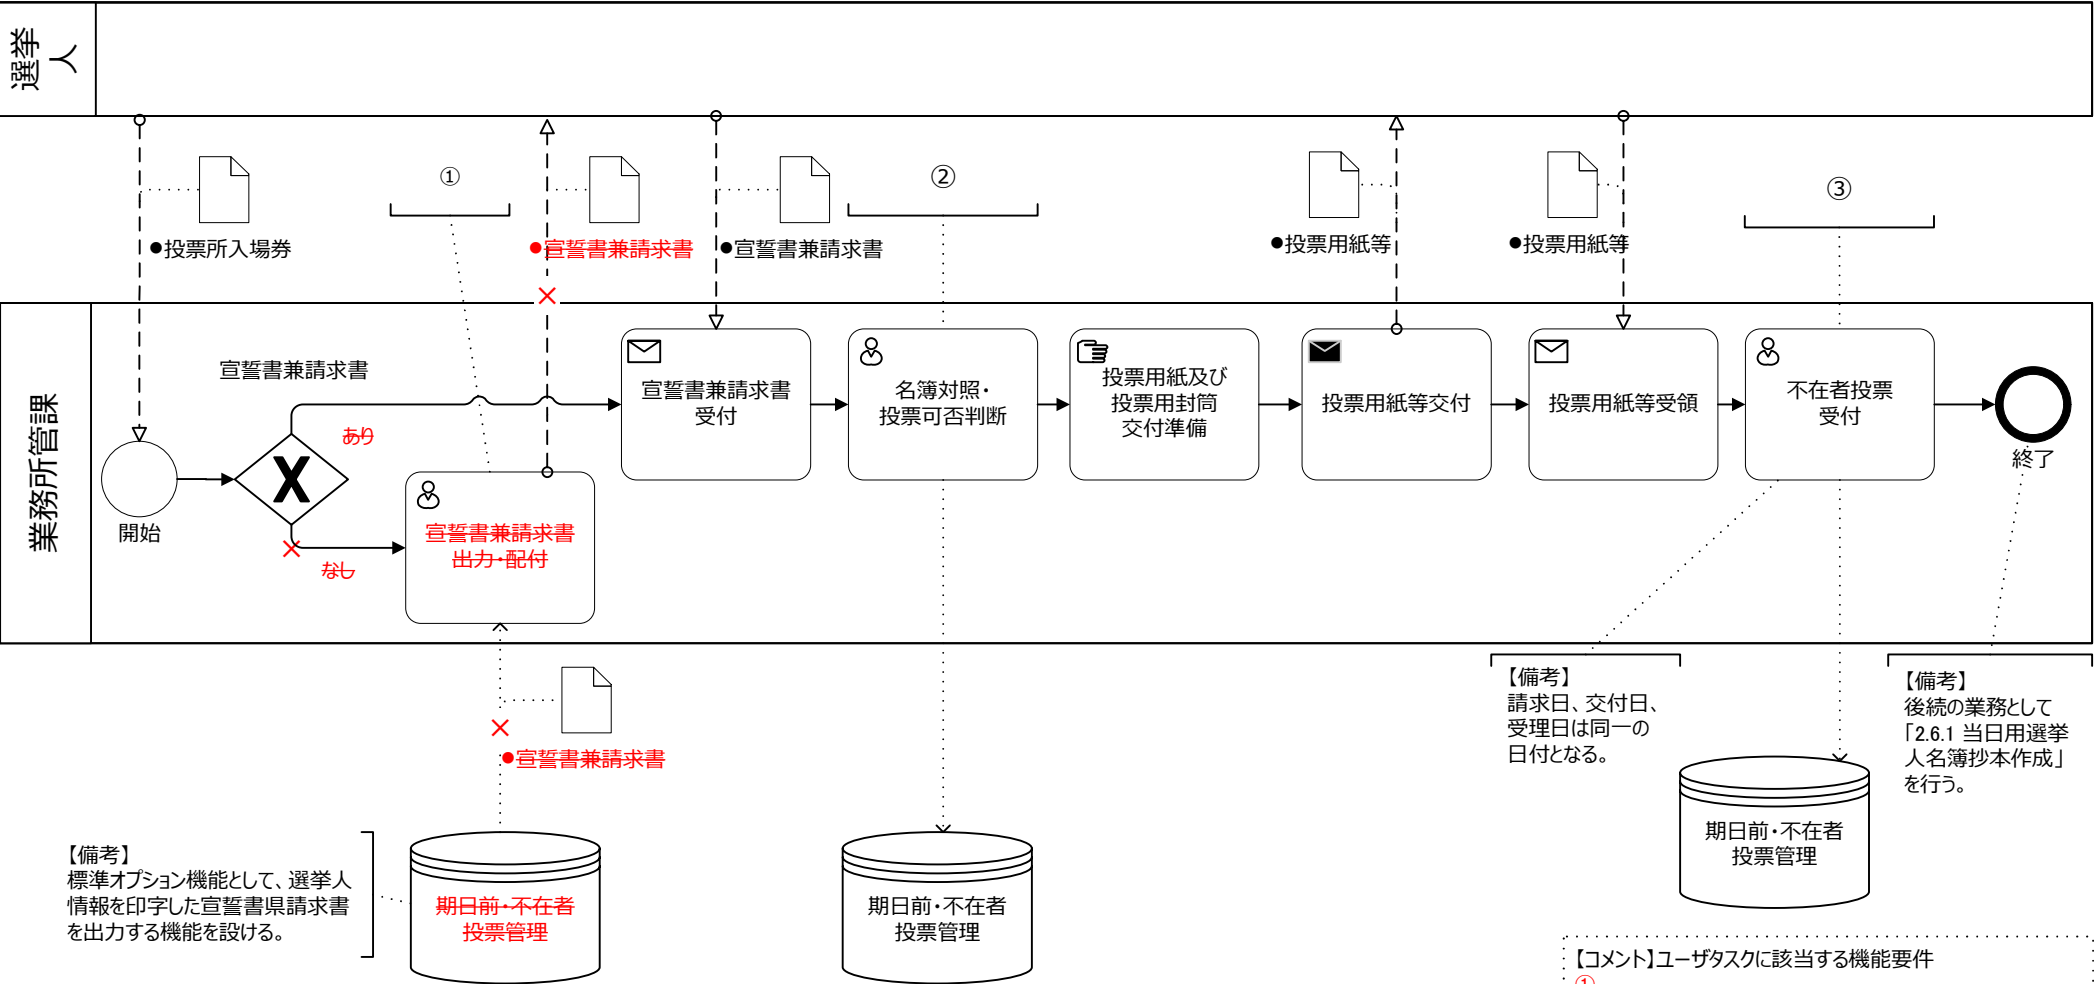 選挙
人
①
②
③
●投票所入場券
●宣誓書兼請求書
●宣誓書兼請求書
●投票用紙等
●投票用紙等
業務所管課
宣誓書兼請求書
あり
なし
開始
宣誓書兼請求書
出力・配付
宣誓書兼請求書
受付
名簿対照・
投票可否判断
投票用紙及び
投票用封筒
交付準備
投票用紙等交付
投票用紙等受領
不在者投票
受付
終了
●宣誓書兼請求書
【備考】
請求日、交付日、
受理日は同一の
日付となる。
【備考】
後続の業務として
「2.6.1 当日用選挙
人名簿抄本作成」
を行う。
【備考】
標準オプション機能として、選挙人
情報を印字した宣誓書県請求書
を出力する機能を設ける。
期日前・不在者
投票管理
期日前・不在者
投票管理
期日前・不在者
投票管理
【コメント】ユーザタスクに該当する機能要件
①